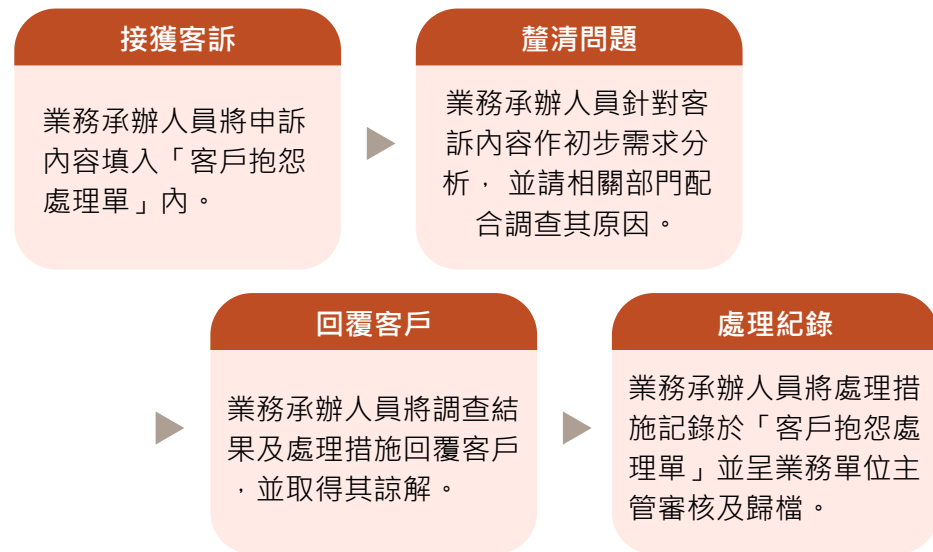 接獲客訴
業務承辦人員將申訴
內容填入「客戶抱怨
處理單」內。
釐清問題
業務承辦人員針對客
訴內容作初步需求分
析， 並請相關部門配
合調查其原因。
回覆客戶
業務承辦人員將調查結
果及處理措施回覆客戶
，並取得其諒解。
處理紀錄
業務承辦人員將處理措
施記錄於「客戶抱怨處
理單」並呈業務單位主
管審核及歸檔。